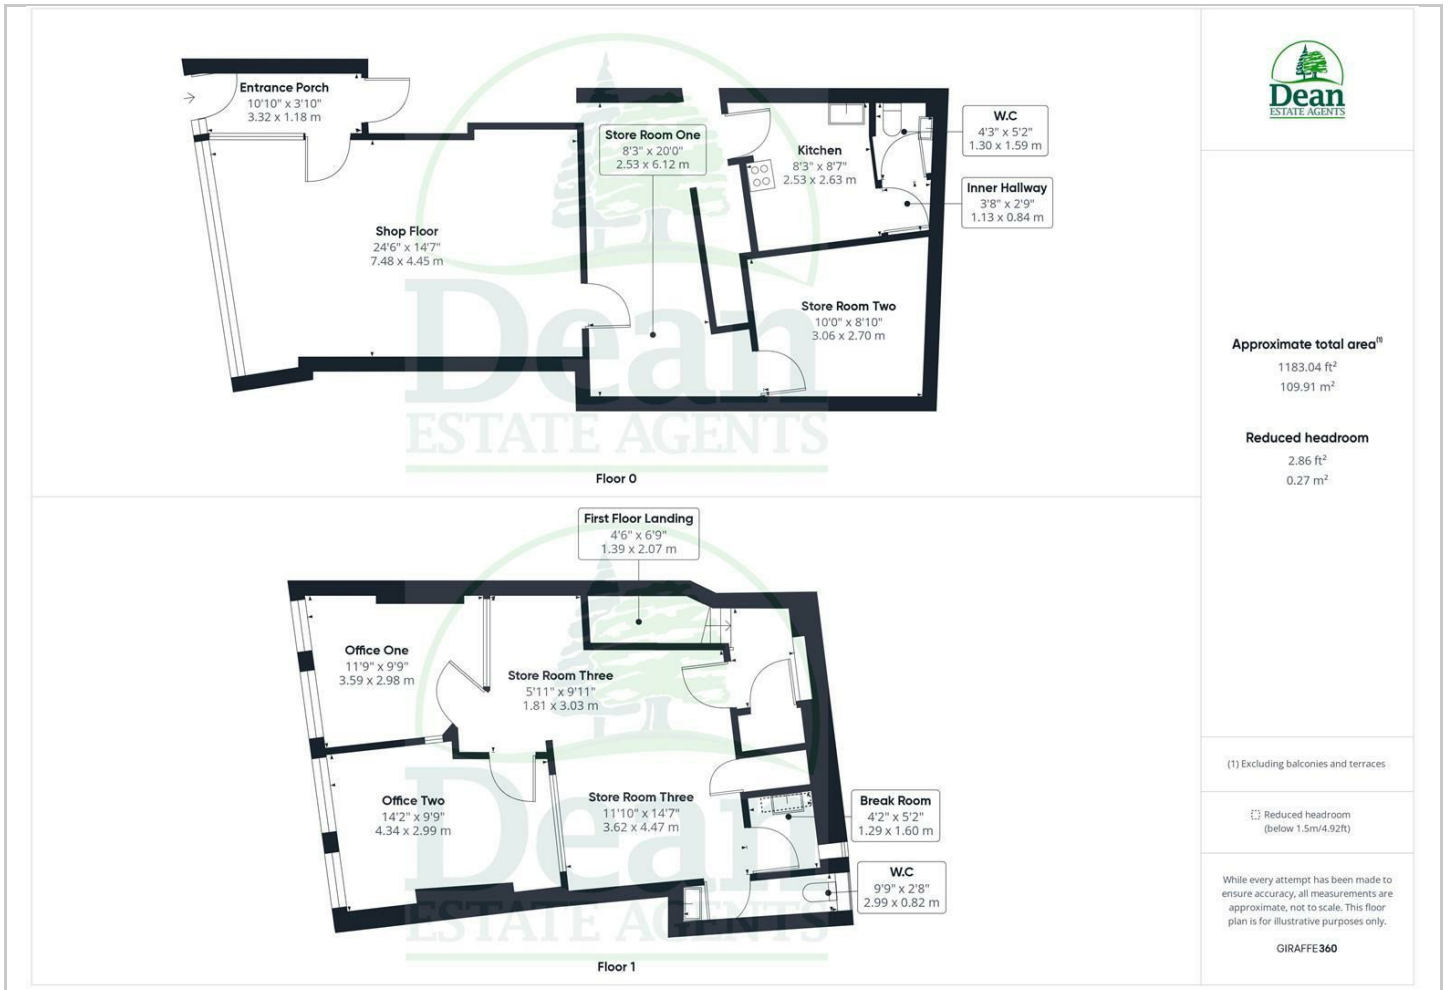 Entrance Porch
10'10" x 3'10"
3.32 x 1.18 m
Store Room One
8'3" x 20'0"
2.53 x 6.12 m
Kitchen
8'3" x 8'7"
2.53 x 2.63 m
W.C
4'3" x 5'2"
1.30 x 1.59 m
Inner Hallway
3'8" x 2'9"
1.13 x 0.84 m
Shop Floor
24'6" x 14'7"
7.48 x 4.45 m
Store Room Two
10'0" x 8'10"
3.06 x 2.70 m
Dean
ESTATE AGENTS
Floor 0
First Floor Landing
4'6" x 6'9"
1.39 x 2.07 m
Office One
11'9" x 9'9"
3.59 x 2.98 m
Store Room Three
5'11" x 9'11"
1.81 x 3.03 m
Office Two
14'2" x 9'9"
4.34 x 2.99 m
Store Room Three
11'10" x 14'7"
3.62 x 4.47 m
Break Room
4'2" x 5'2"
1.29 x 1.60 m
W.C
9'9" x 2'8"
2.99 x 0.82 m
Dean
ESTATE AGENTS
Floor 1
Dean
ESTATE AGENTS
Approximate total area(1)
1183.04 ft²
109.91 m²
Reduced headroom
2.86 ft²
0.27 m²
(1) Excluding balconies and terraces
Reduced headroom
(below 1.5m/4.92ft)
While every attempt has been made to
ensure accuracy, all measurements are
approximate, not to scale. This floor
plan is for illustrative purposes only.
GIRAFFE360